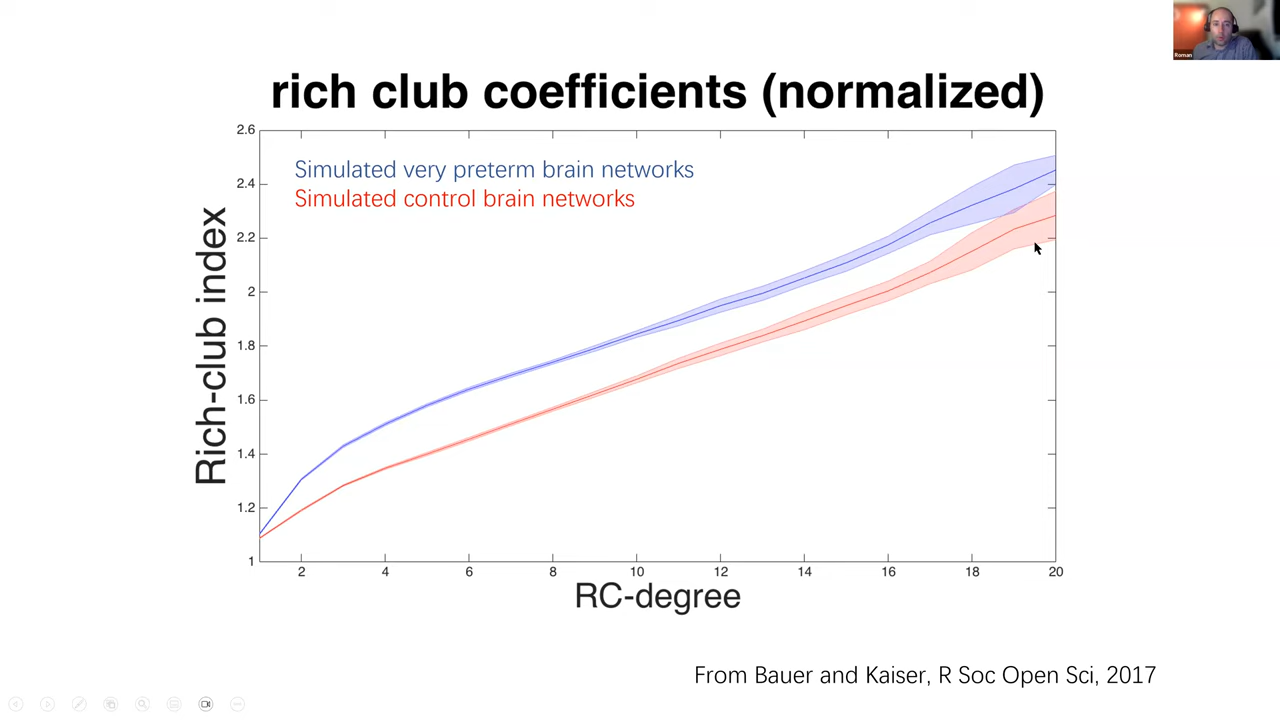 Roman
rich club coefficients (normalized)
Simulated very preterm brain networks
Simulated control brain networks
Rich-club index
2.6
2.4
2.2
2
1.8
1.6
1.4
1.2
1
2 4 6 8 10 12 14 16 18 20
RC-degree
From Bauer and Kaiser, R Soc Open Sci, 2017